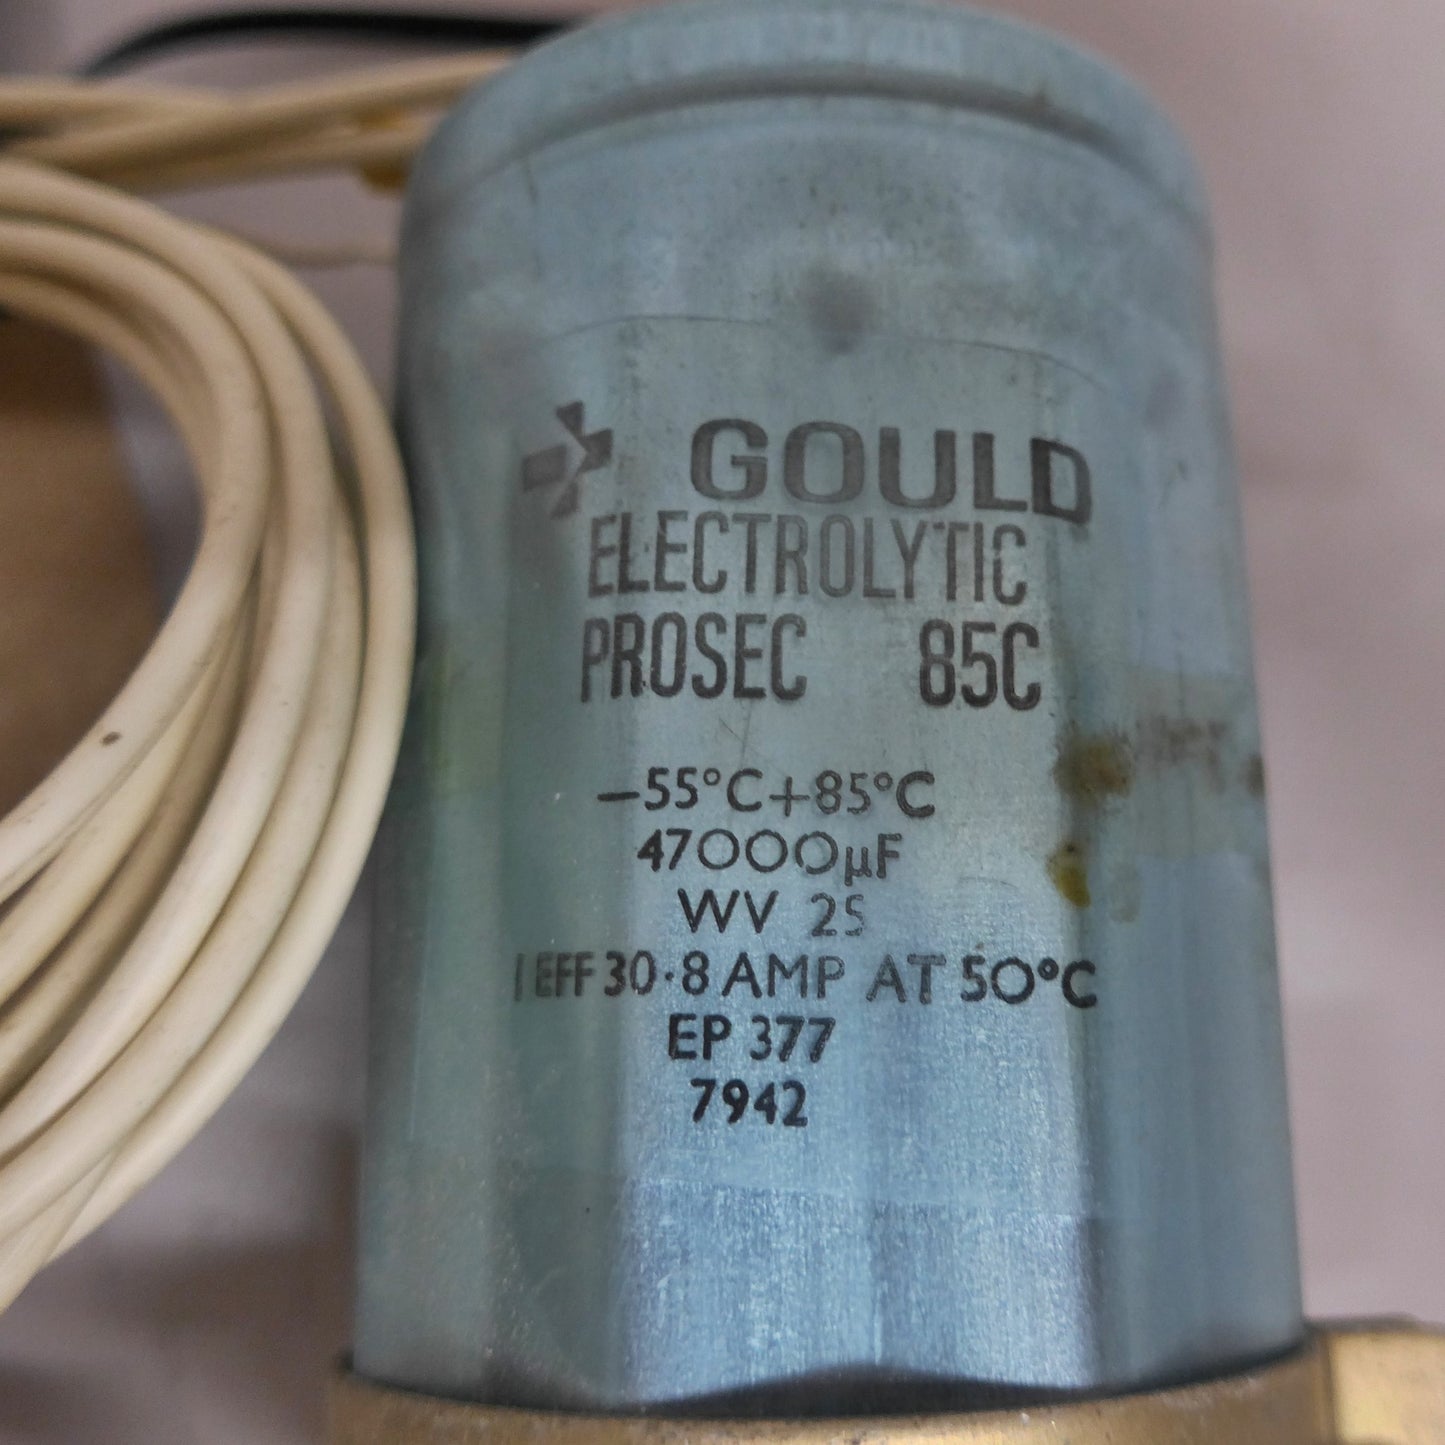 GOULD
ELECTROLYTIC
PROSEC 85C
−55°C+85°C
47000µF
WV 25
I EFF 30·8 AMP AT 50°C
EP 377
7942